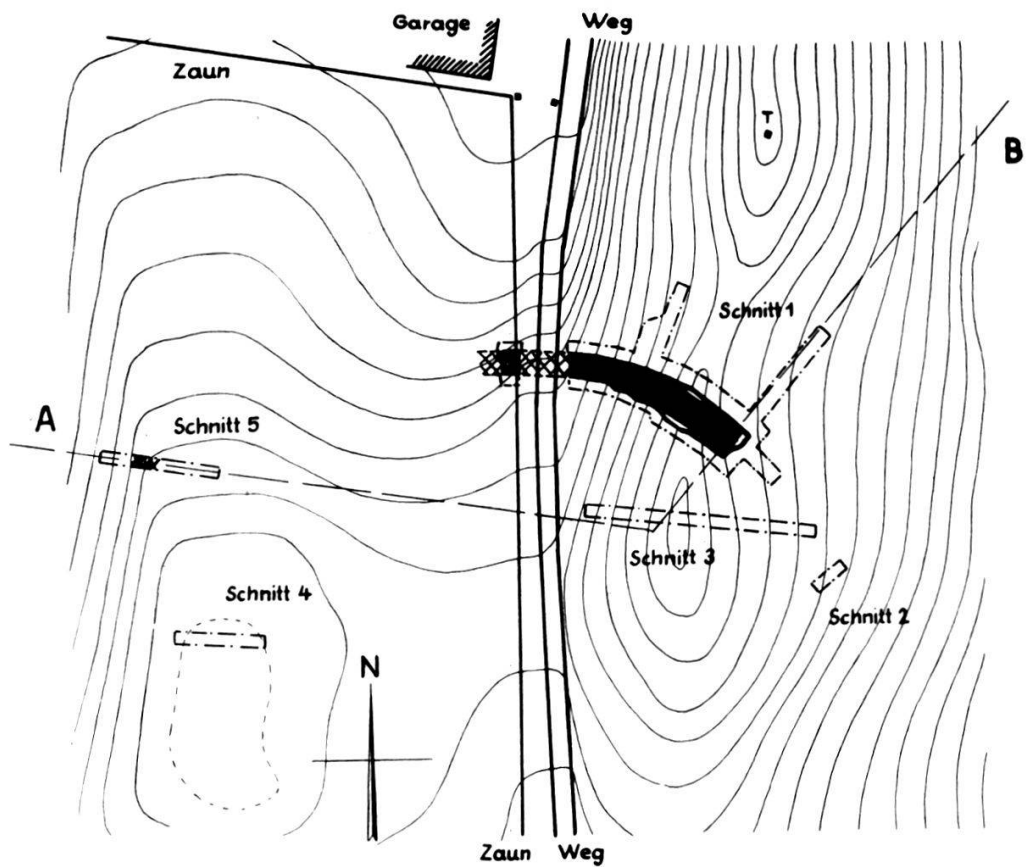 Garage
Weg
Zaun
T
B
Schnitt 1
A
Schnitt 5
Schnitt 3
Schnitt 4
Schnitt 2
N
Zaun
Weg